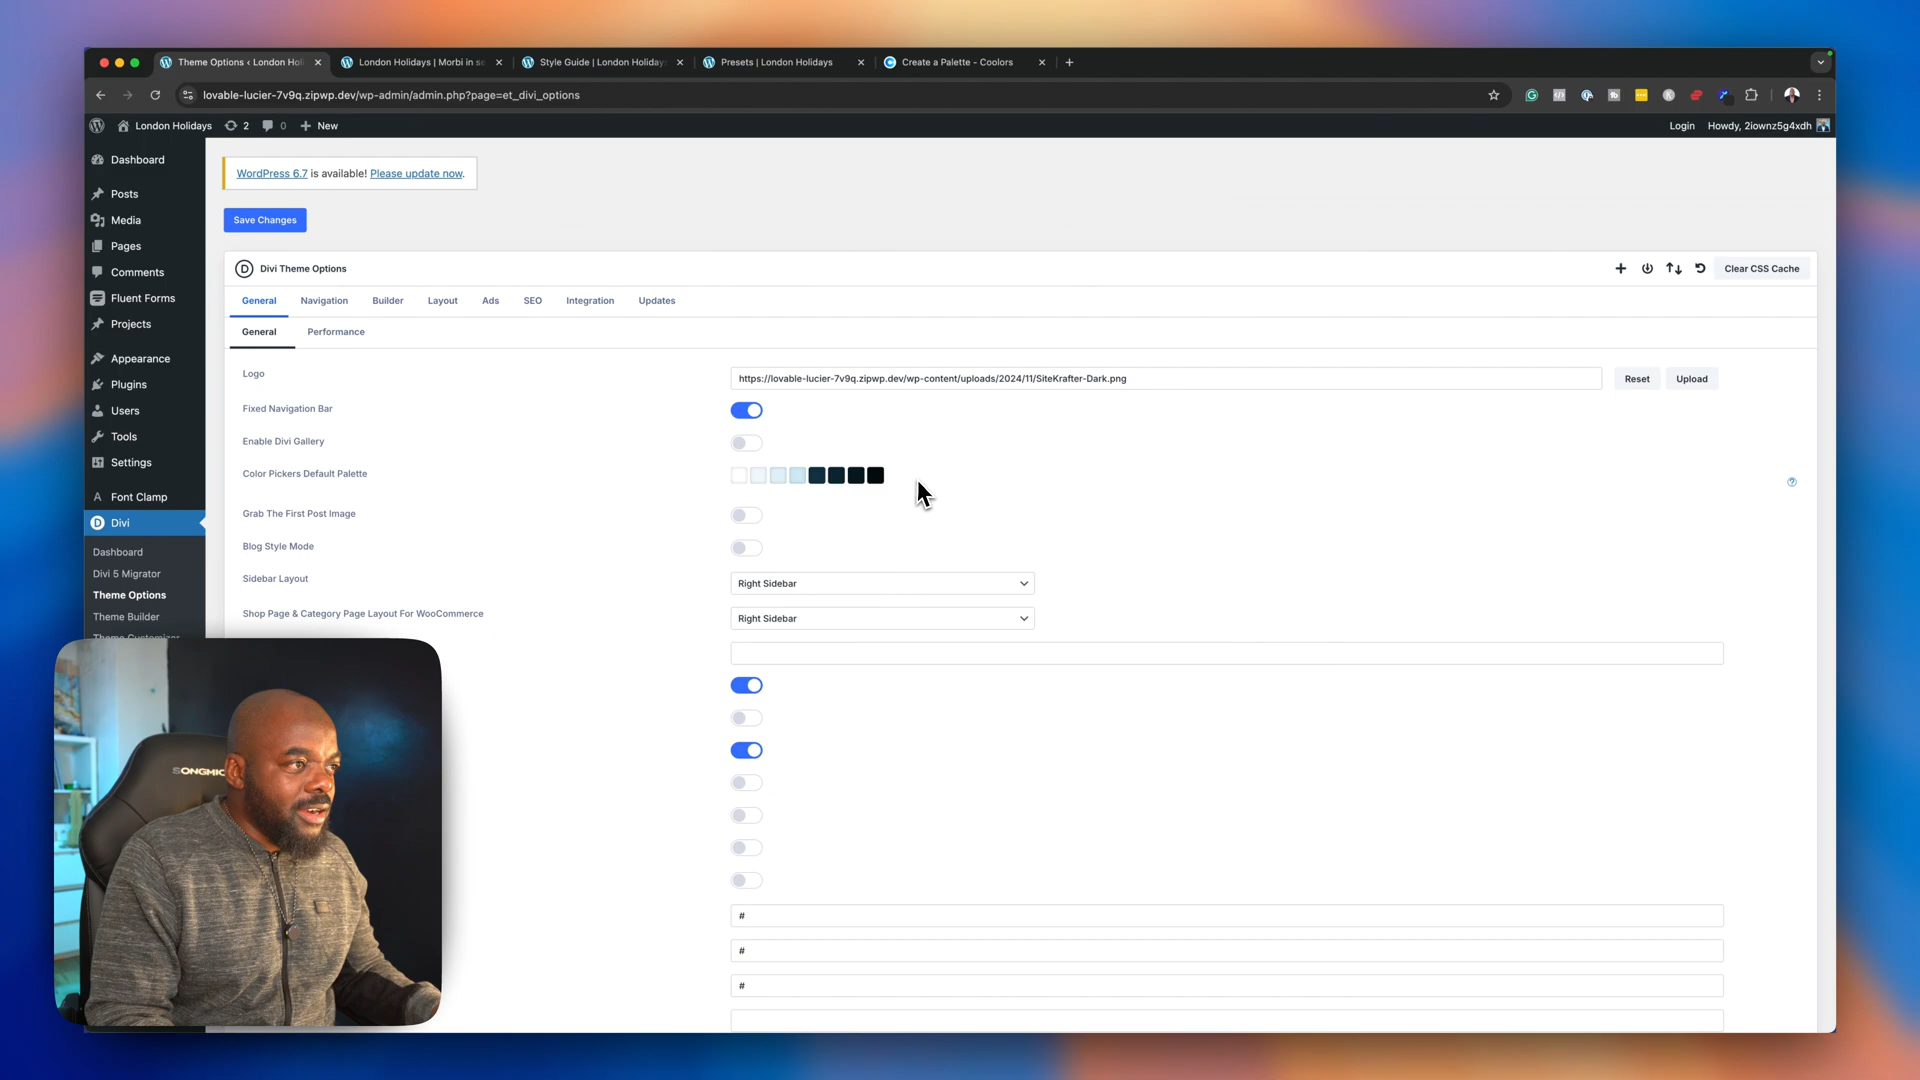 Theme Options ‹ London Holi
London Holidays | Morbi in se
Style Guide | London Holidays
Presets | London Holidays
Create a Palette - Coolors
lovable-lucier-7v9q.zipwp.dev/wp-admin/admin.php?page=et_divi_options
London Holidays
2
0
New
Login
Howdy, 2iownz5g4xdh
Dashboard
Posts
Media
Pages
Comments
Fluent Forms
Projects
Appearance
Plugins
Users
Tools
Settings
Font Clamp
Divi
Dashboard
Divi 5 Migrator
Theme Options
Theme Builder
Theme Customizer
WordPress 6.7 is available! Please update now.
Save Changes
Divi Theme Options
Clear CSS Cache
General
Navigation
Builder
Layout
Ads
SEO
Integration
Updates
General
Performance
Logo
https://lovable-lucier-7v9q.zipwp.dev/wp-content/uploads/2024/11/SiteKrafter-Dark.png
Reset
Upload
Fixed Navigation Bar
Enable Divi Gallery
Color Pickers Default Palette
Grab The First Post Image
Blog Style Mode
Sidebar Layout
Right Sidebar
Shop Page & Category Page Layout For WooCommerce
Right Sidebar
#
#
#
SONGMIC